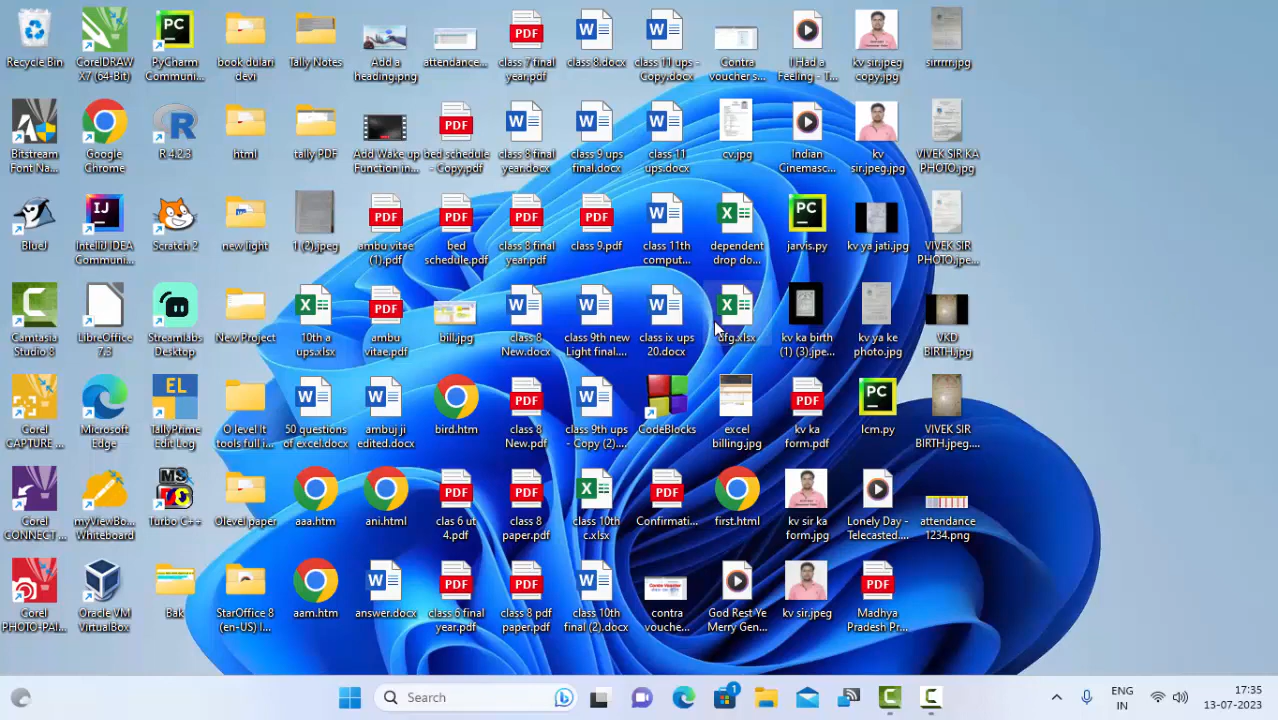 Recycle Bin
CorelDRAW
X7 (64-Bit)
PyCharm
Communi...
book dulari
devi
Tally Notes
Add a
heading.png
attendance...
class 7 final
year.pdf
class 8.docx
class 11 ups -
Copy.docx
Contra
voucher s...
I Had a
Feeling - T...
kv sir.jpeg
copy.jpg
sirrrrr.jpg
Bitstream
Font Na...
Google
Chrome
R 4.2.3
html
tally PDF
Add Wake up
Function in...
bed schedule
- Copy.pdf
class 8 final
year.docx
class 9 ups
final.docx
class 11
ups.docx
cv.jpg
Indian
Cinemasc...
kv
sir.jpeg.jpg
VIVEK SIR KA
PHOTO.jpg
BlueJ
IntelliJ IDEA
Communi...
Scratch 2
new light
1 (2).jpeg
ambu vitae
(1).pdf
bed
schedule.pdf
class 8 final
year.pdf
class 9.pdf
class 11th
comput...
dependent
drop do...
jarvis.py
kv ya jati.jpg
VIVEK SIR
PHOTO.jpe...
Camtasia
Studio 8
LibreOffice
7.3
Streamlabs
Desktop
New Project
10th a
ups.xlsx
ambu
vitae.pdf
bill.jpg
class 8
New.docx
class 9th new
Light final....
class ix ups
20.docx
dfg.xlsx
kv ka birth
(1) (3).jpe...
kv ya ke
photo.jpg
VKD
BIRTH.jpg
Corel
CAPTURE ...
Microsoft
Edge
TallyPrime
Edit Log
O level It
tools full i...
50 questions
of excel.docx
ambuj ji
edited.docx
bird.htm
class 8
New.pdf
class 9th ups
- Copy (2)....
CodeBlocks
excel
billing.jpg
kv ka
form.pdf
lcm.py
VIVEK SIR
BIRTH.jpeg....
Corel
CONNECT ...
myViewBo...
Whiteboard
Turbo C++
Olevel paper
aaa.htm
ani.html
clas 6 ut
4.pdf
class 8
paper.pdf
class 10th
c.xlsx
Confirmati...
first.html
kv sir ka
form.jpg
Lonely Day -
Telecasted....
attendance
1234.png
Corel
PHOTO-PAI...
Oracle VM
VirtualBox
Bak
StarOffice 8
(en-US) I...
aam.htm
answer.docx
class 6 final
year.pdf
class 8 pdf
paper.pdf
class 10th
final (2).docx
contra
vouche...
God Rest Ye
Merry Gen...
kv sir.jpeg
Madhya
Pradesh Pr...
Search
1
ENG
IN
17:35
13-07-2023